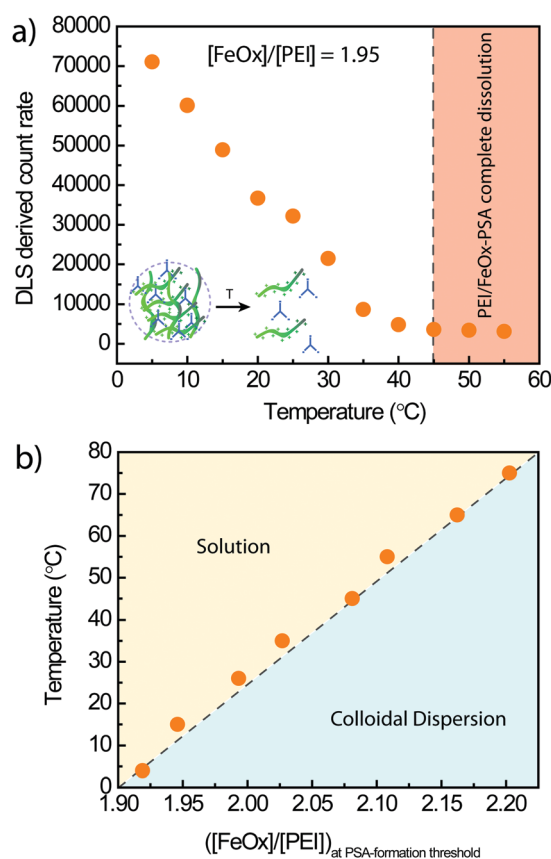 a)
80000
70000
60000
50000
40000
30000
20000
10000
0
DLS derived count rate
[FeOx]/[PEI] = 1.95
PEI/FeOx-PSA complete dissolution
T
0 10 20 30 40 50 60
Temperature (°C)
b)
80
70
60
50
40
30
20
10
0
Temperature (°C)
Solution
Colloidal Dispersion
1.90 1.95 2.00 2.05 2.10 2.15 2.20
([FeOx]/[PEI])at PSA-formation threshold